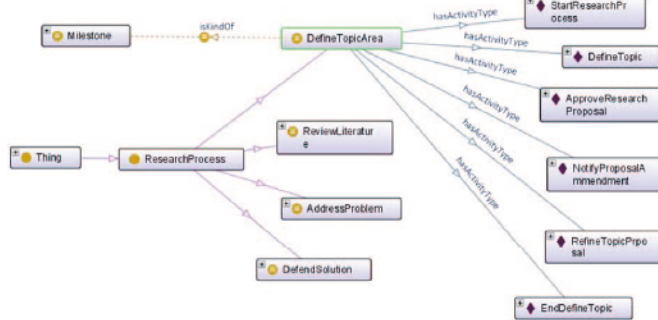 StartResearchPr
ocess
hasActivityType
isKindOf
Milestone
DefineTopicArea
hasActivityType
DefineTopic
hasActivityType
ApproveResearch
Proposal
hasActivityType
ReviewLiteratur
e
Thing
ResearchProcess
hasActivityType
NotifyProposalA
mmendment
hasActivityType
AddressProblem
RefineTopicPrpo
sal
DefendSolution
EndDefineTopic